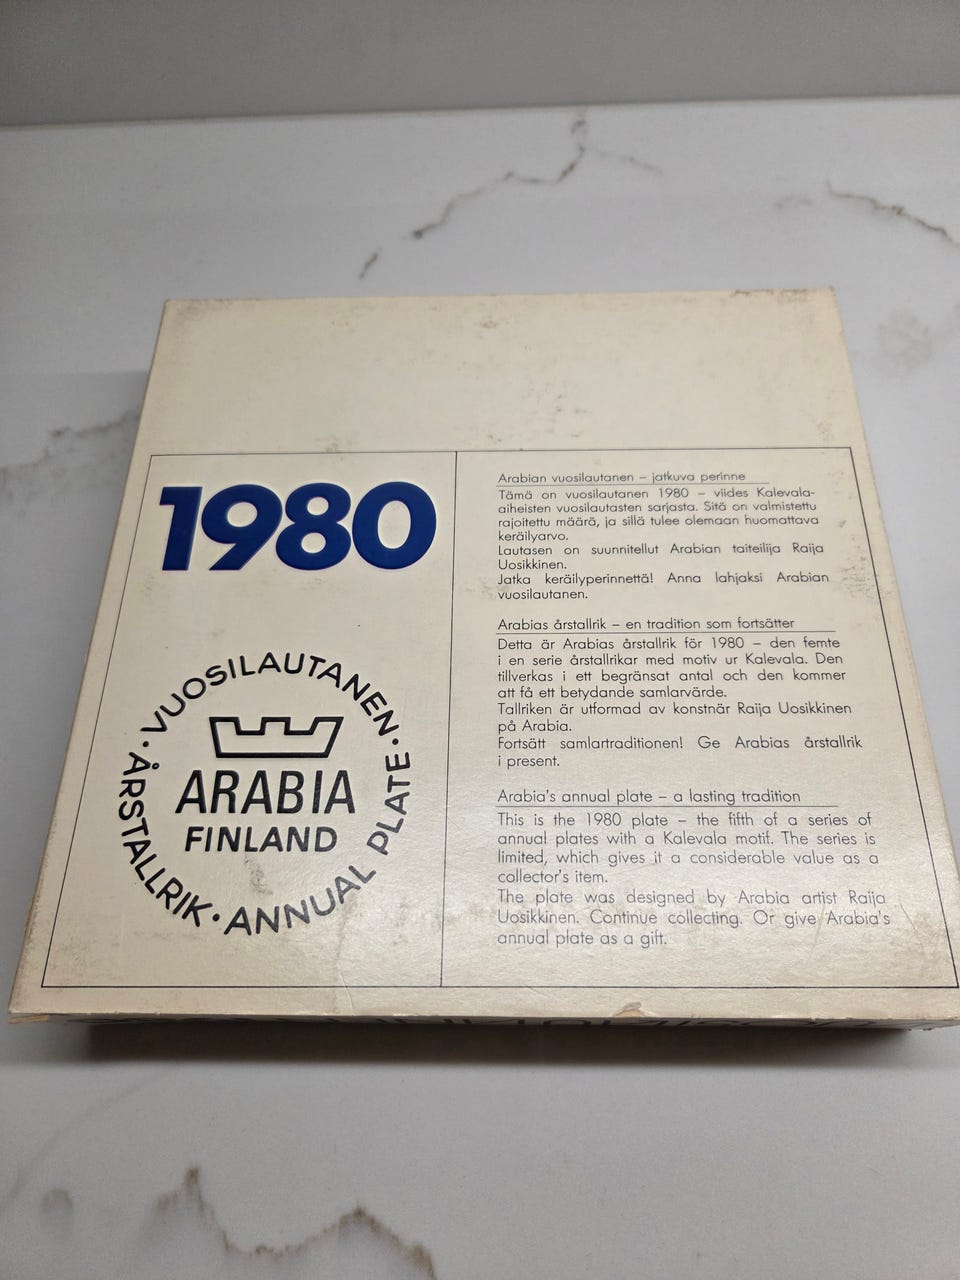 1980
· VUOSILAUTANEN ·
ANNUAL PLATE
· ÅRSTALLRIK
ARABIA
FINLAND
Arabian vuosilautanen – jatkuva perinne
Tämä on vuosilautanen 1980 – viides Kalevala-
aiheisten vuosilautasten sarjasta. Sitä on valmistettu
rajoitettu määrä, ja sillä tulee olemaan huomattava
keräilyarvo.
Lautasen on suunnitellut Arabian taiteilija Raija
Uosikkinen.
Jatka keräilyperinnettä! Anna lahjaksi Arabian
vuosilautanen.
Arabias årstallrik – en tradition som fortsätter
Detta är Arabias årstallrik för 1980 – den femte
i en serie årstallrikar med motiv ur Kalevala. Den
tillverkas i ett begränsat antal och den kommer
att få ett betydande samlarvärde.
Tallriken är utformad av konstnär Raija Uosikkinen
på Arabia.
Fortsätt samlartraditionen! Ge Arabias årstallrik
i present.
Arabia's annual plate – a lasting tradition
This is the 1980 plate – the fifth of a series of
annual plates with a Kalevala motif. The series is
limited, which gives it a considerable value as a
collector's item.
The plate was designed by Arabia artist Raija
Uosikkinen. Continue collecting. Or give Arabia's
annual plate as a gift.